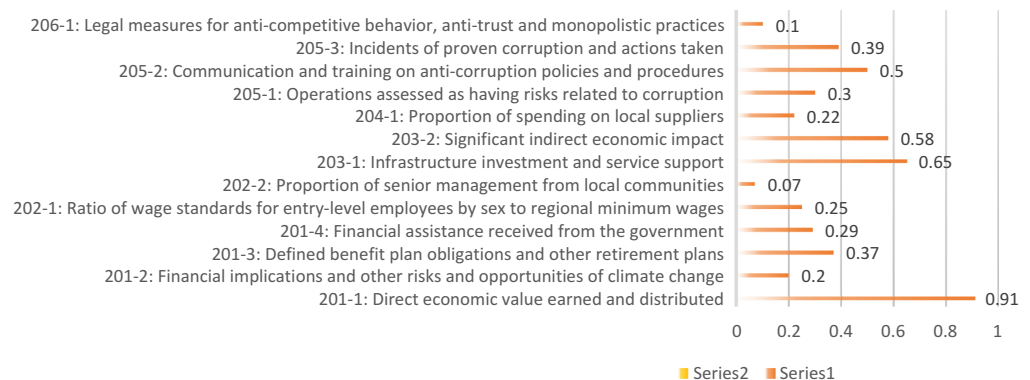 206-1: Legal measures for anti-competitive behavior, anti-trust and monopolistic practices 0.1
205-3: Incidents of proven corruption and actions taken 0.39
205-2: Communication and training on anti-corruption policies and procedures 0.5
205-1: Operations assessed as having risks related to corruption 0.3
204-1: Proportion of spending on local suppliers 0.22
203-2: Significant indirect economic impact 0.58
203-1: Infrastructure investment and service support 0.65
202-2: Proportion of senior management from local communities 0.07
202-1: Ratio of wage standards for entry-level employees by sex to regional minimum wages 0.25
201-4: Financial assistance received from the government 0.29
201-3: Defined benefit plan obligations and other retirement plans 0.37
201-2: Financial implications and other risks and opportunities of climate change 0.2
201-1: Direct economic value earned and distributed 0.91
0 0.2 0.4 0.6 0.8 1
Series2 Series1